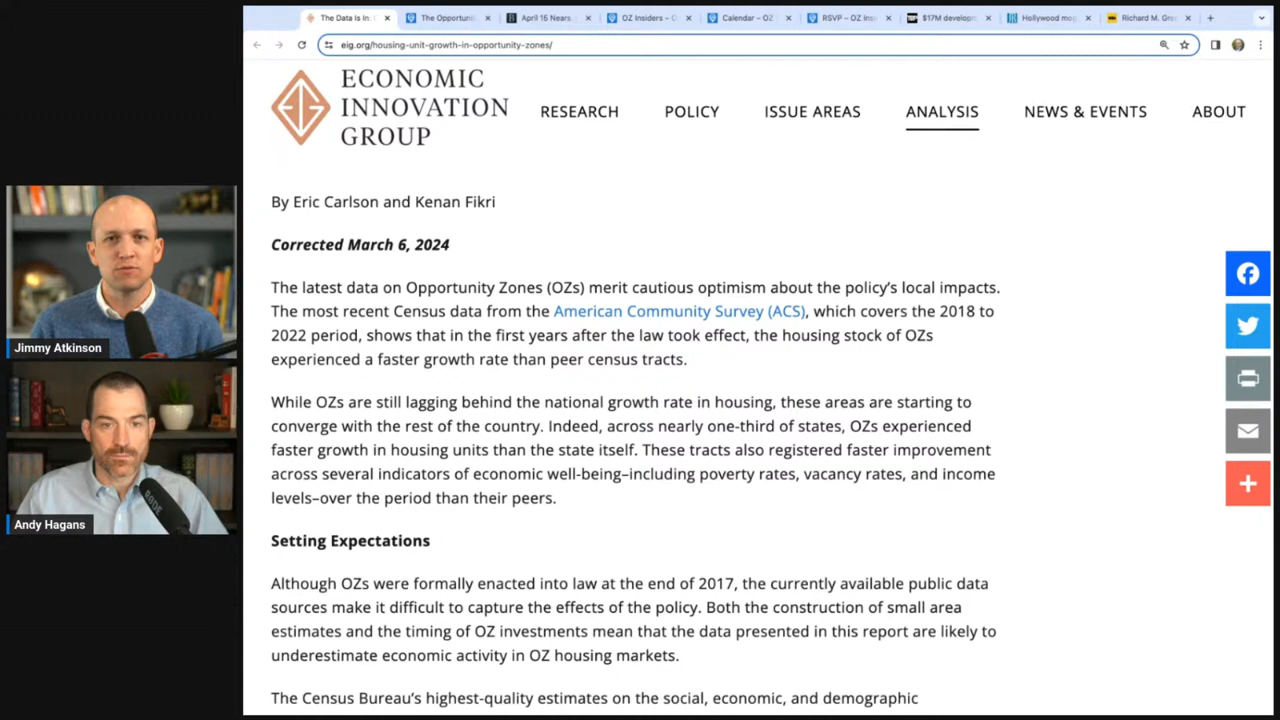 The Data Is In:
The Opportuni
April 15 Nears.
OZ Insiders – O
Calendar – OZ
RSVP – OZ Insi
$17M developm
Hollywood mo
Richard M. Gre
eig.org/housing-unit-growth-in-opportunity-zones/
ECONOMIC
INNOVATION
GROUP
RESEARCH
POLICY
ISSUE AREAS
ANALYSIS
NEWS & EVENTS
ABOUT
By Eric Carlson and Kenan Fikri
Corrected March 6, 2024
The latest data on Opportunity Zones (OZs) merit cautious optimism about the policy’s local impacts.
The most recent Census data from the American Community Survey (ACS), which covers the 2018 to
2022 period, shows that in the first years after the law took effect, the housing stock of OZs
experienced a faster growth rate than peer census tracts.
While OZs are still lagging behind the national growth rate in housing, these areas are starting to
converge with the rest of the country. Indeed, across nearly one-third of states, OZs experienced
faster growth in housing units than the state itself. These tracts also registered faster improvement
across several indicators of economic well-being–including poverty rates, vacancy rates, and income
levels–over the period than their peers.
Setting Expectations
Although OZs were formally enacted into law at the end of 2017, the currently available public data
sources make it difficult to capture the effects of the policy. Both the construction of small area
estimates and the timing of OZ investments mean that the data presented in this report are likely to
underestimate economic activity in OZ housing markets.
The Census Bureau’s highest-quality estimates on the social, economic, and demographic
Jimmy Atkinson
Andy Hagans
RODE